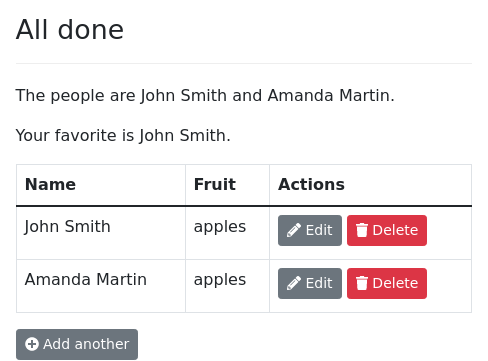 All done
The people are John Smith and Amanda Martin.
Your favorite is John Smith.
Name Fruit Actions
John Smith apples Edit Delete
Amanda Martin apples Edit Delete
Add another